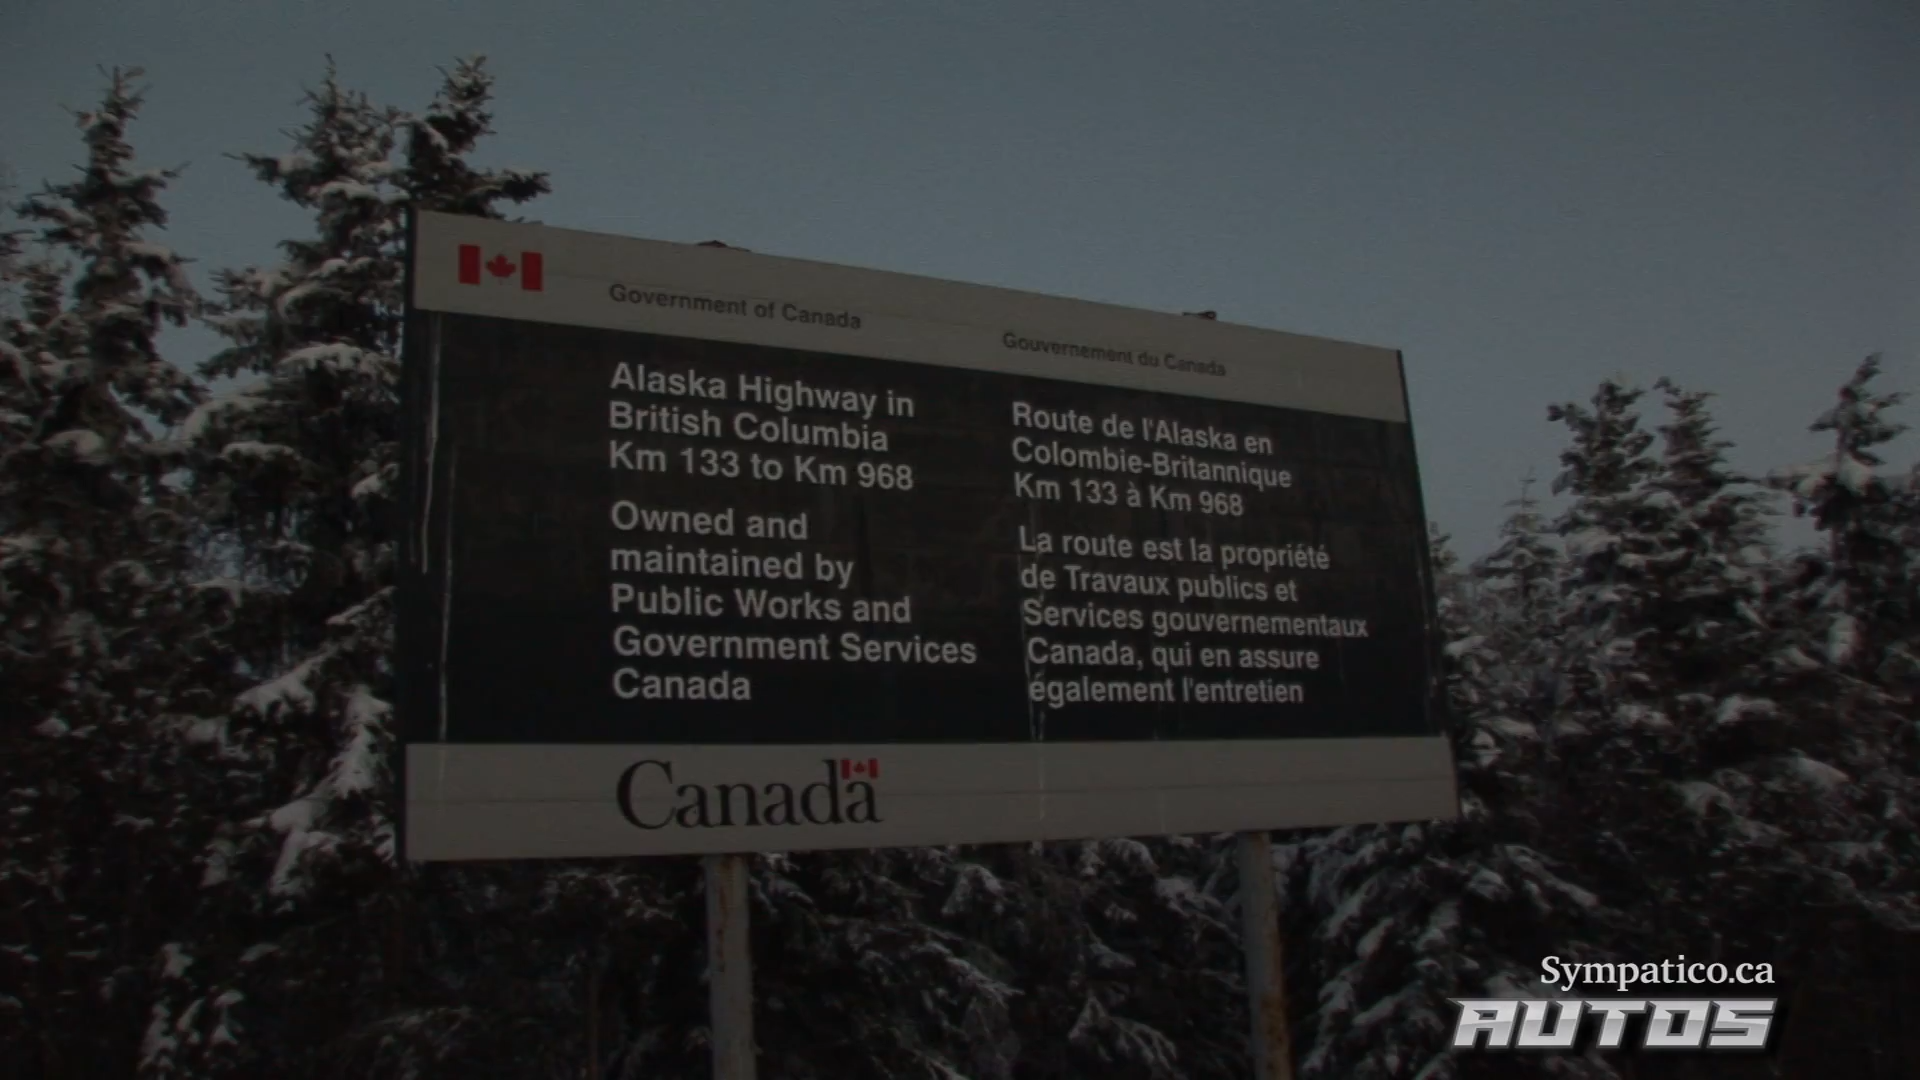 Government of Canada
Gouvernement du Canada
Alaska Highway in
British Columbia
Km 133 to Km 968
Owned and
maintained by
Public Works and
Government Services
Canada
Route de l'Alaska en
Colombie-Britannique
Km 133 à Km 968
La route est la propriété
de Travaux publics et
Services gouvernementaux
Canada, qui en assure
également l'entretien
Canada
Sympatico.ca
AUTOS